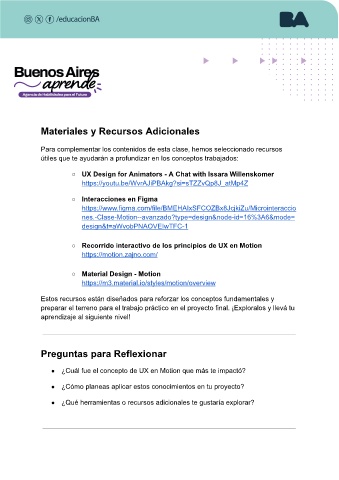 /educacionBA
BA
Buenos Aires
aprende
Agencia de Habilidades para el Futuro
Materiales y Recursos Adicionales
Para complementar los contenidos de esta clase, hemos seleccionado recursos
útiles que te ayudarán a profundizar en los conceptos trabajados:
○ UX Design for Animators - A Chat with Issara Willenskomer
https://youtu.be/WvrAJiPBAkg?si=sTZZvQp8J_atMp4Z
○ Interacciones en Figma
https://www.figma.com/file/BMEHAlxSFCOZBx8JcjkiZu/Microinteraccio
nes.-Clase-Motion--avanzado?type=design&node-id=16%3A6&mode=
design&t=aWvobPNAOVEIwTFC-1
○ Recorrido interactivo de los principios de UX en Motion
https://motion.zajno.com/
○ Material Design - Motion
https://m3.material.io/styles/motion/overview
Estos recursos están diseñados para reforzar los conceptos fundamentales y
preparar el terreno para el trabajo práctico en el proyecto final. ¡Exploralos y llevá tu
aprendizaje al siguiente nivel!
Preguntas para Reflexionar
● ¿Cuál fue el concepto de UX en Motion que más te impactó?
● ¿Cómo planeas aplicar estos conocimientos en tu proyecto?
● ¿Qué herramientas o recursos adicionales te gustaría explorar?